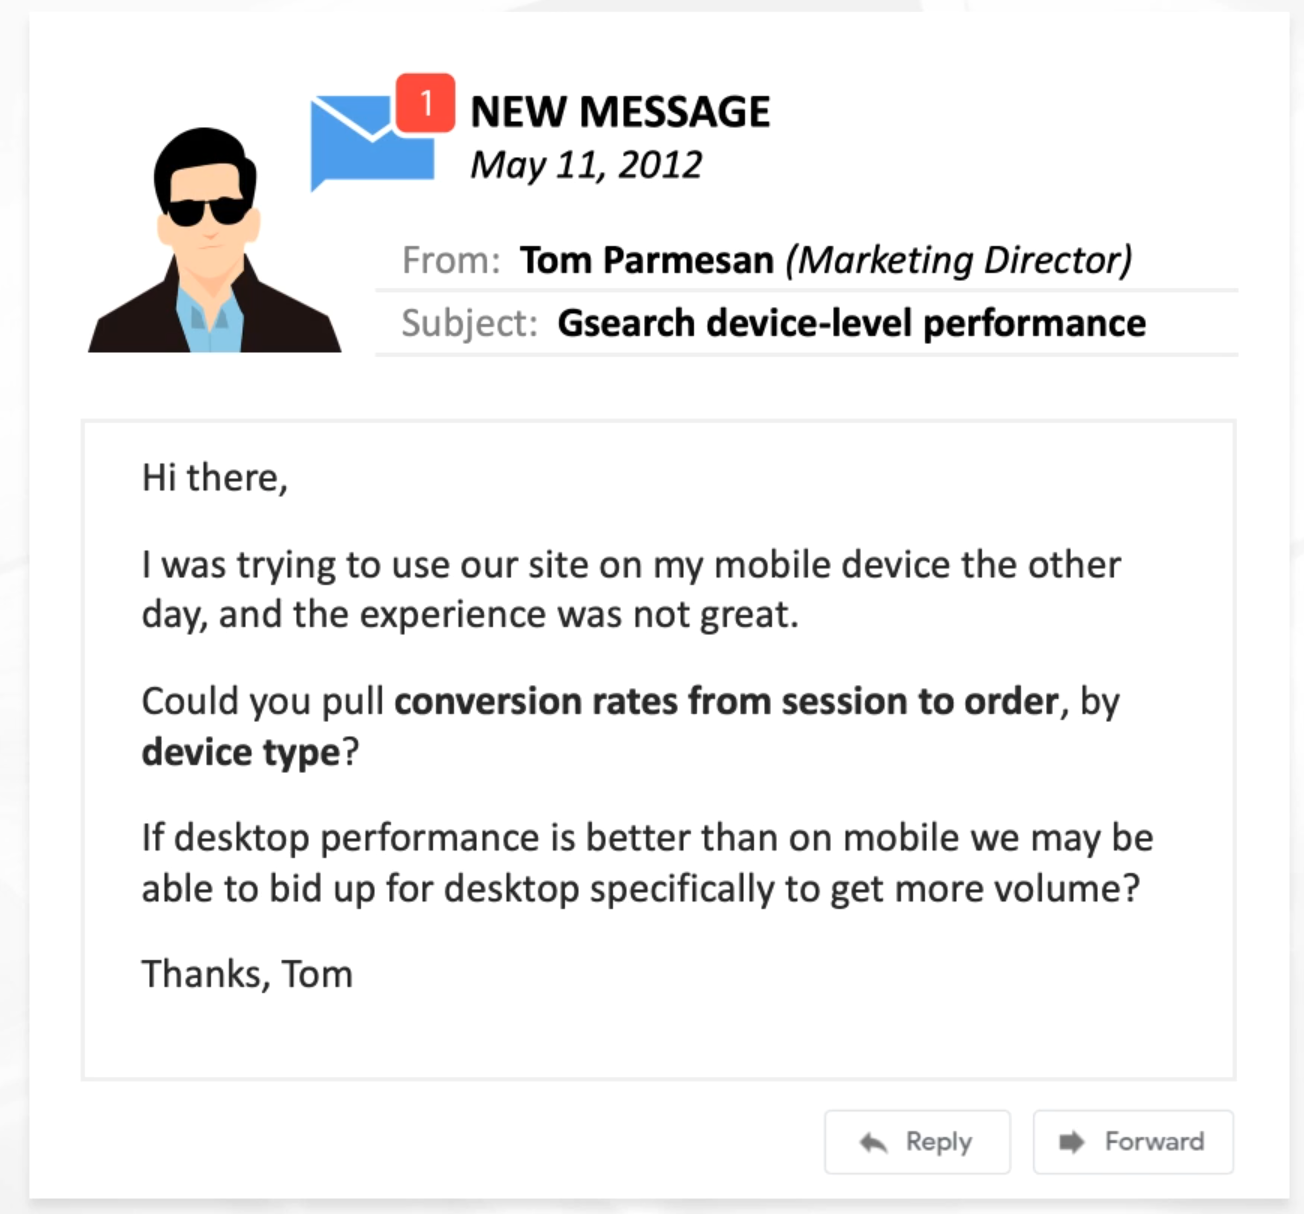 1
NEW MESSAGE
May 11, 2012
From: Tom Parmesan (Marketing Director)
Subject: Gsearch device-level performance
Hi there,
I was trying to use our site on my mobile device the other
day, and the experience was not great.
Could you pull conversion rates from session to order, by
device type?
If desktop performance is better than on mobile we may be
able to bid up for desktop specifically to get more volume?
Thanks, Tom
Reply
Forward